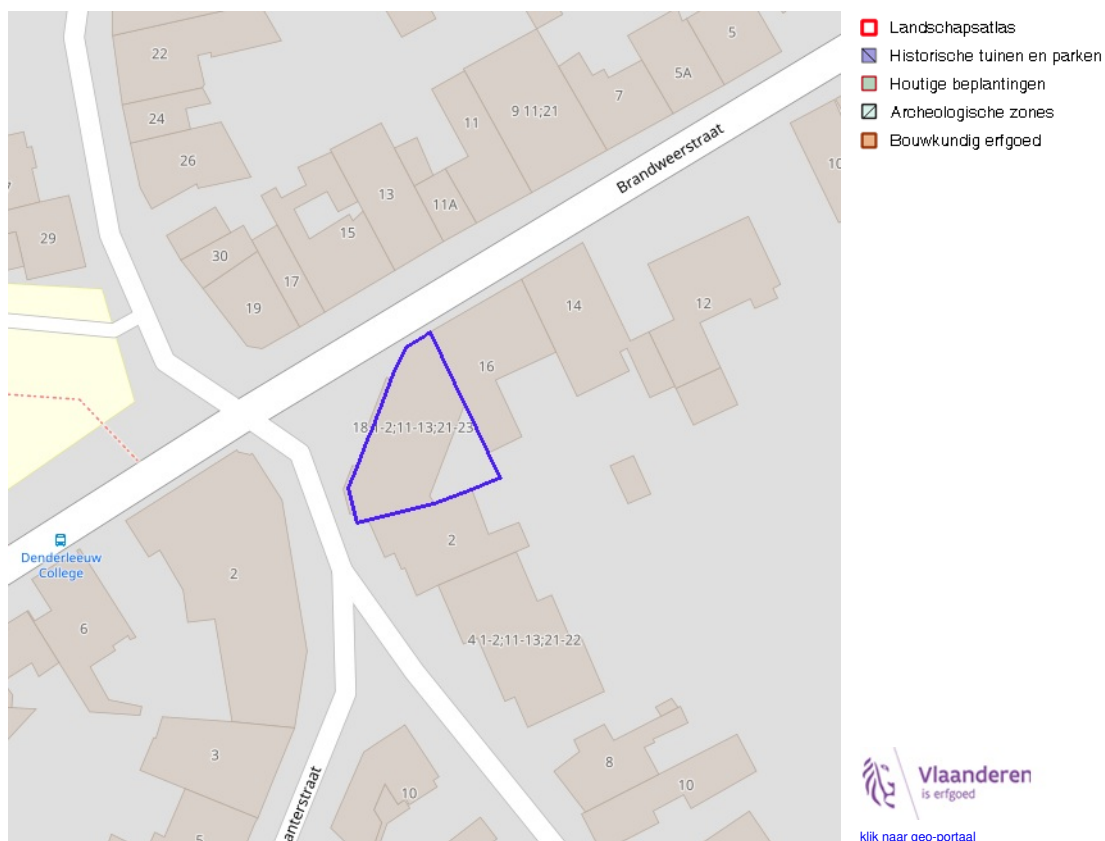 22
24
26
29
30
19
17
15
13
11A
11
9 11;21
7
5A
5
Brandweerstraat
10
12
14
16
18 1-2;11-13;21-23
2
4 1-2;11-13;21-22
8
10
10
Denderleeuw
College
2
6
3
5
Landschapsatlas
Historische tuinen en parken
Houtige beplantingen
Archeologische zones
Bouwkundig erfgoed
Vlaanderen
is erfgoed
klik naar geo-portaal